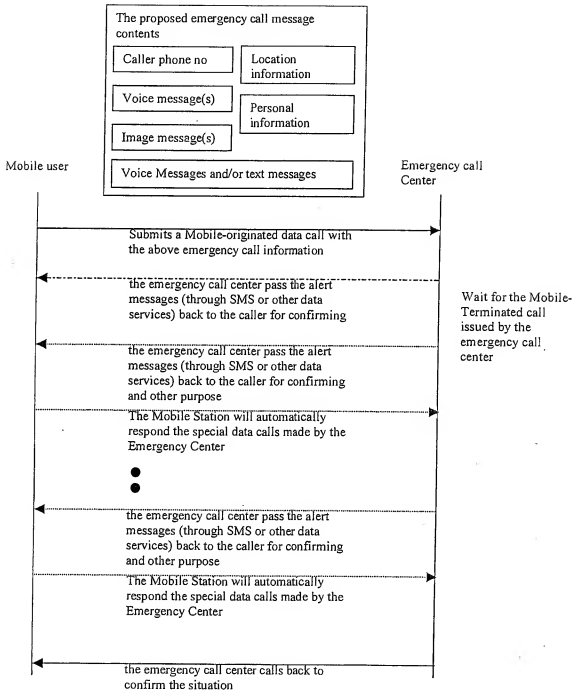 The proposed emergency call message
contents
Caller phone no
Location
information
Voice message(s)
Personal
information
Image message(s)
Voice Messages and/or text messages
Mobile user
Emergency call
Center
Submits a Mobile-originated data call with
the above emergency call information
the emergency call center pass the alert
messages (through SMS or other data
services) back to the caller for confirming
Wait for the Mobile-
Terminated call
issued by the
emergency call
center
the emergency call center pass the alert
messages (through SMS or other data
services) back to the caller for confirming
and other purpose
The Mobile Station will automatically
respond the special data calls made by the
Emergency Center
the emergency call center pass the alert
messages (through SMS or other data
services) back to the caller for confirming
and other purpose
The Mobile Station will automatically
respond the special data calls made by the
Emergency Center
the emergency call center calls back to
confirm the situation